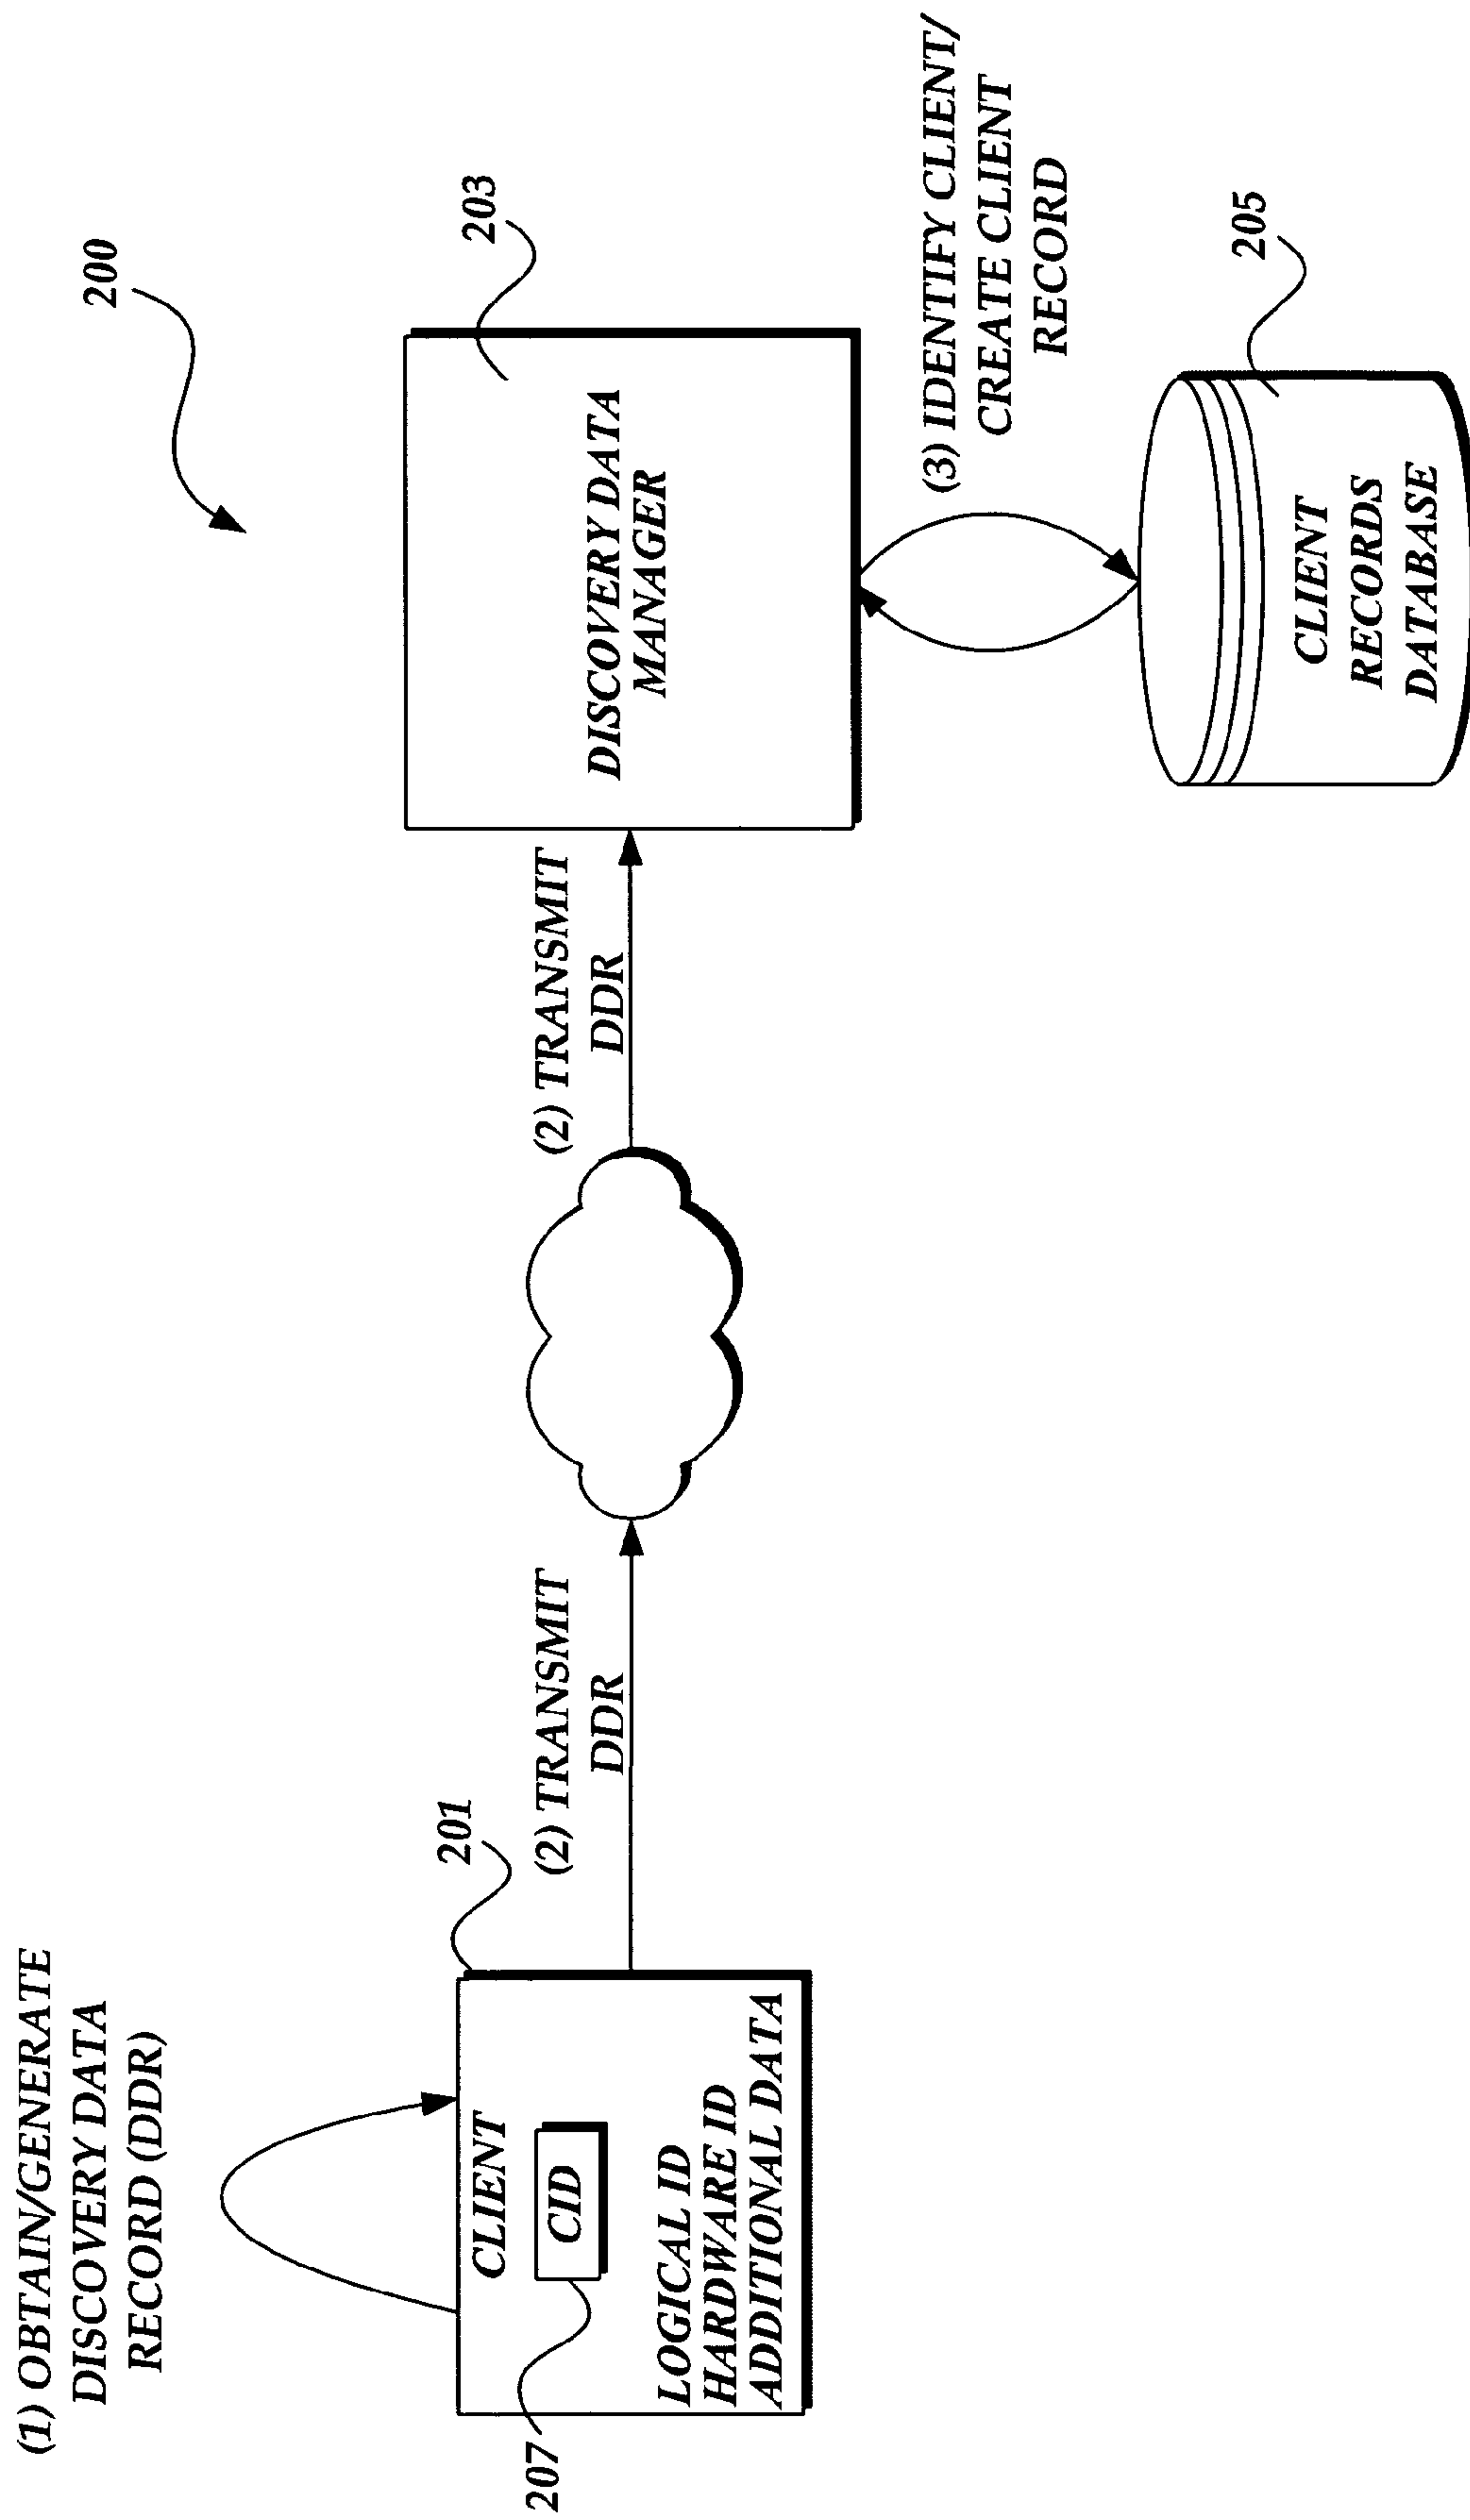 (1) OBTAIN/GENERATE
DISCOVERY DATA
RECORD (DDR)
200
201
207
CLIENT
CID
LOGICAL ID
HARDWARE ID
ADDITIONAL DATA
(2) TRANSMIT
DDR
(2) TRANSMIT
DDR
203
DISCOVERY DATA
MANAGER
(3) IDENTIFY CLIENT/
CREATE CLIENT
RECORD
205
CLIENT
RECORDS
DATABASE